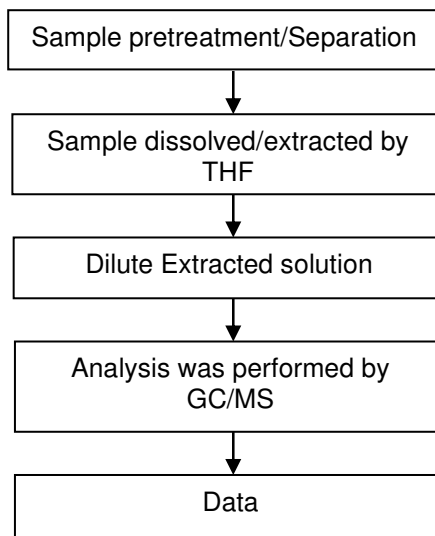 Sample pretreatment/Separation
Sample dissolved/extracted by
THF
Dilute Extracted solution
Analysis was performed by
GC/MS
Data